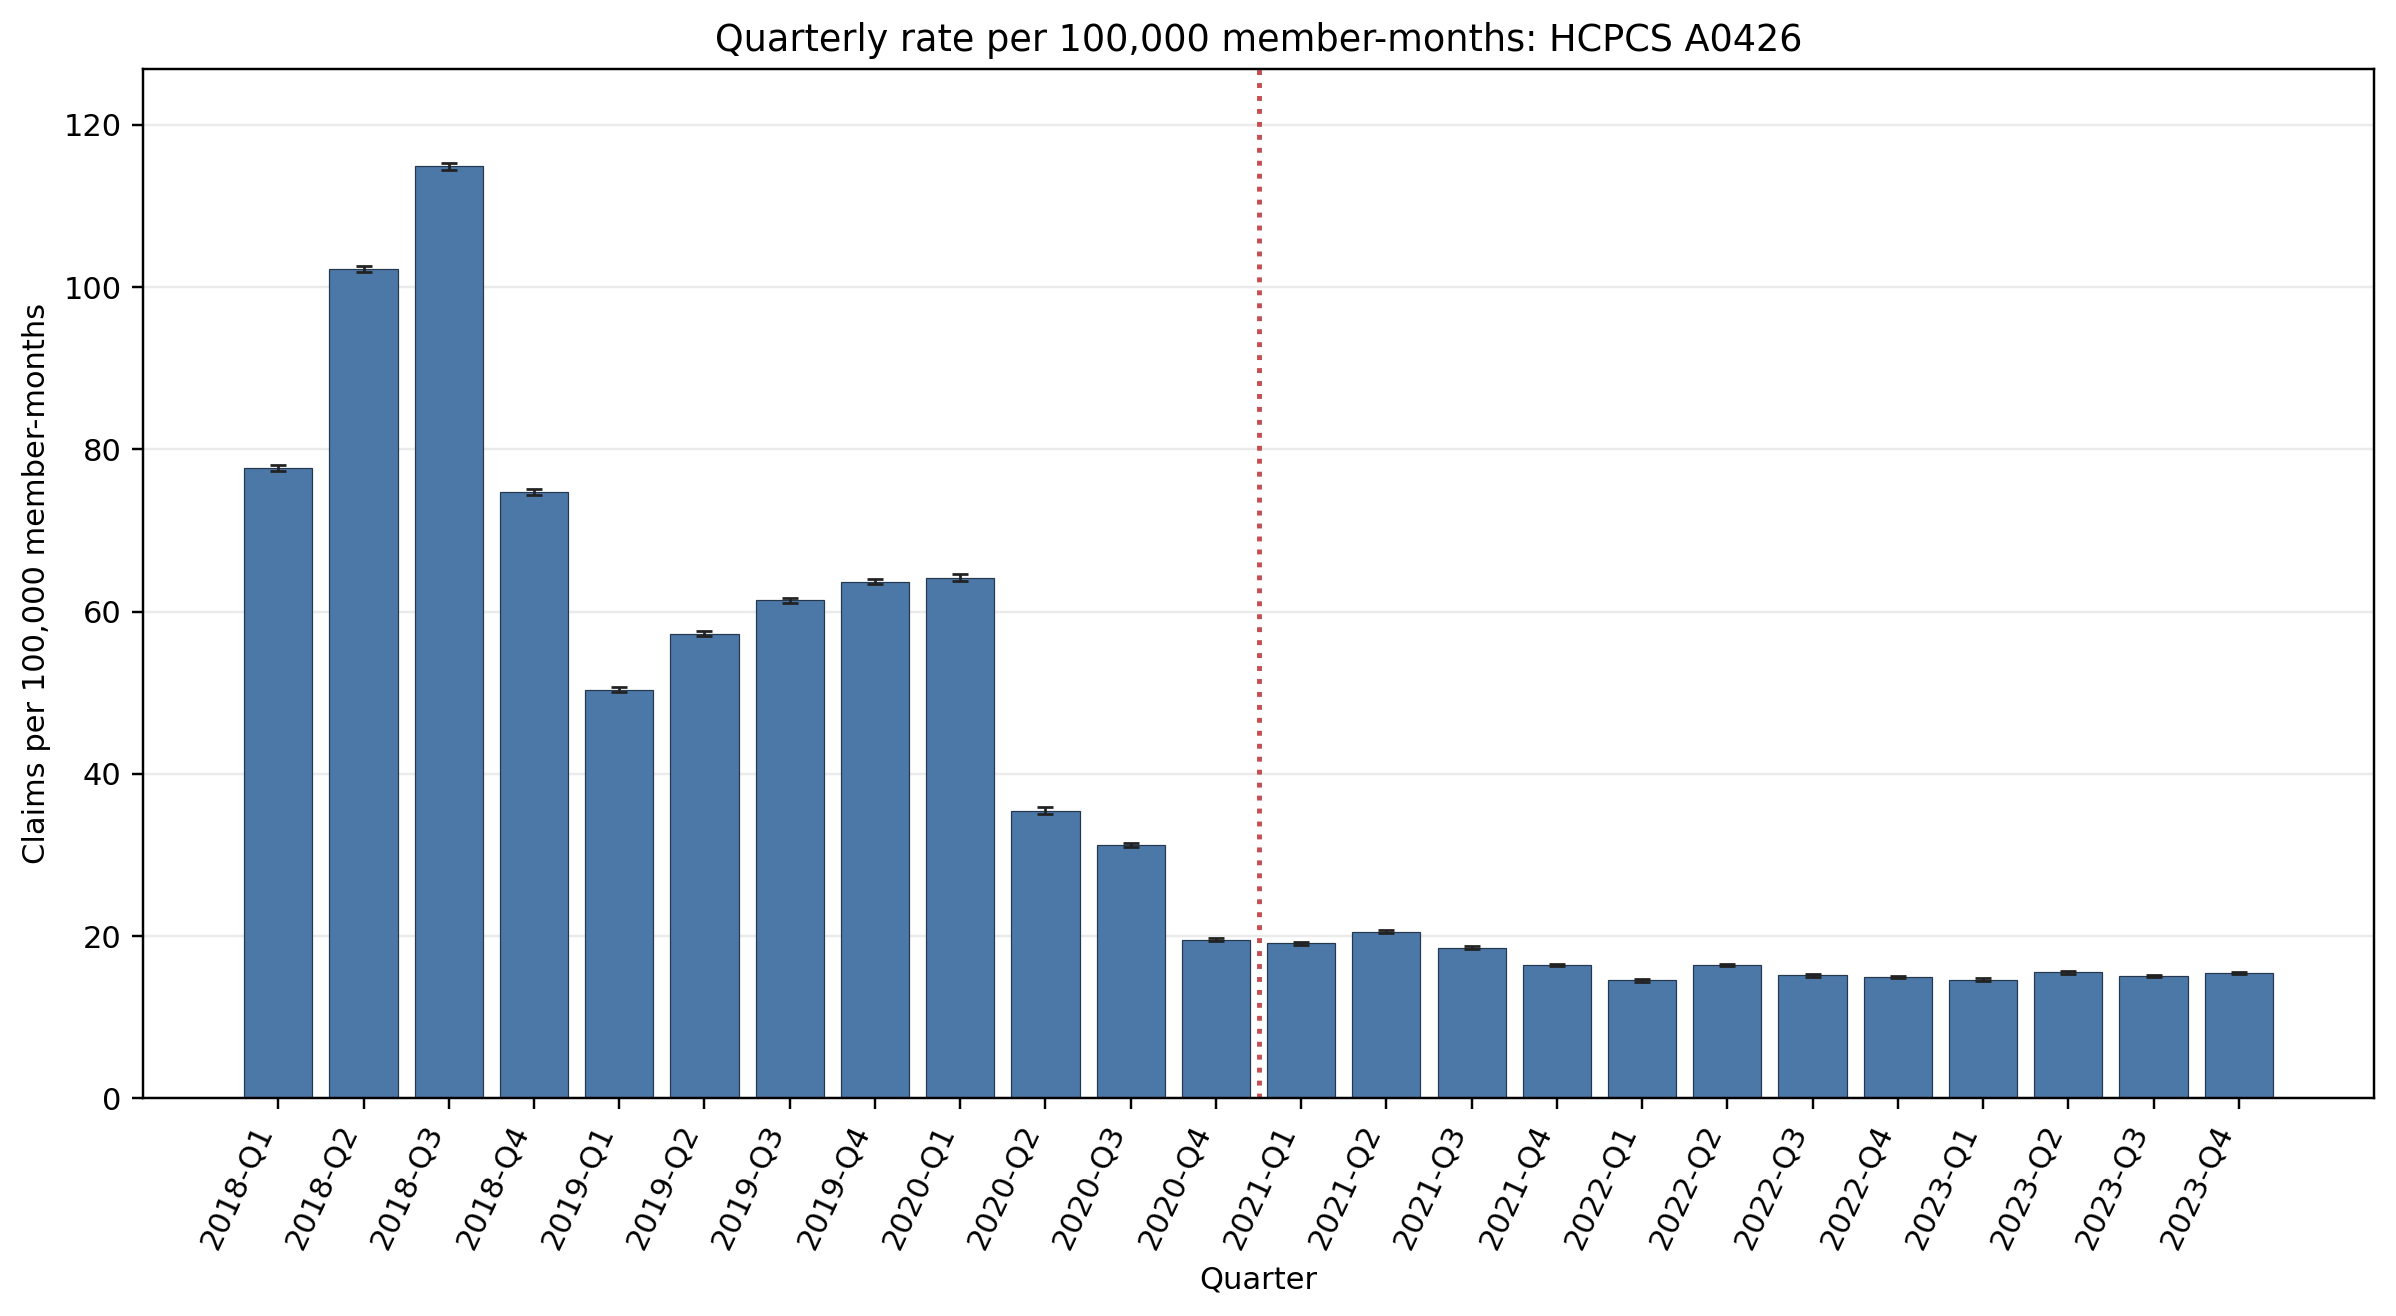 Quarterly rate per 100,000 member-months: HCPCS A0426
Claims per 100,000 member-months
120
100
80
60
40
20
0
2018-Q1
2018-Q2
2018-Q3
2018-Q4
2019-Q1
2019-Q2
2019-Q3
2019-Q4
2020-Q1
2020-Q2
2020-Q3
2020-Q4
2021-Q1
2021-Q2
2021-Q3
2021-Q4
2022-Q1
2022-Q2
2022-Q3
2022-Q4
2023-Q1
2023-Q2
2023-Q3
2023-Q4
Quarter